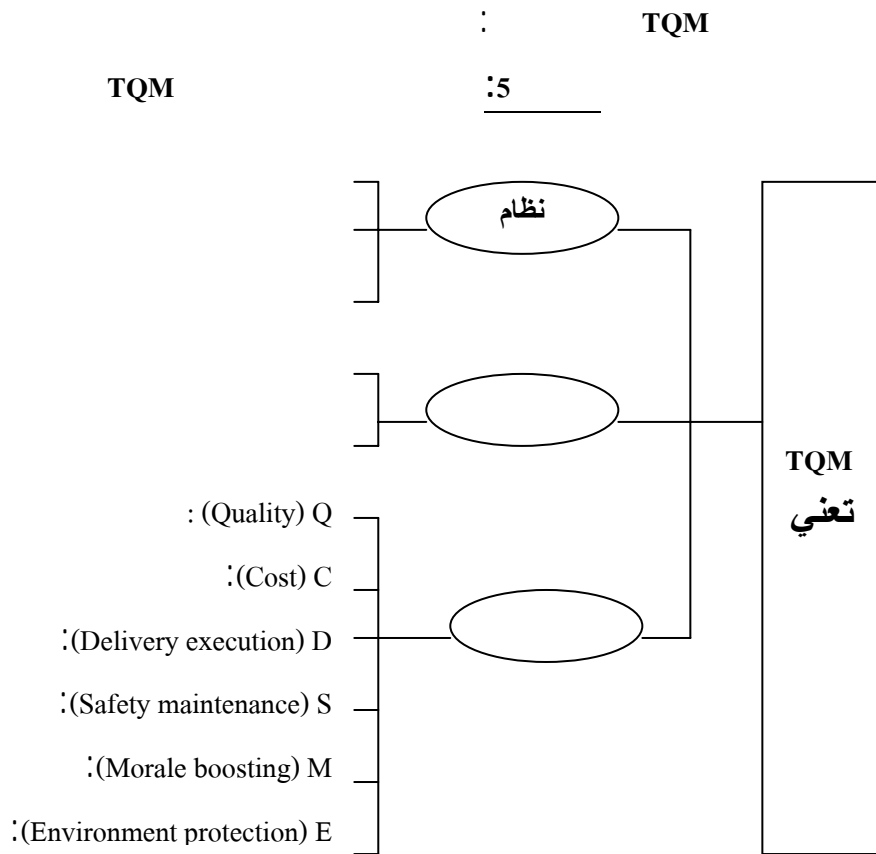 TQM :
:5 TQM
نظام
TQM
تعني
: (Quality) Q
:(Cost) C
:(Delivery execution) D
:(Safety maintenance) S
:(Morale boosting) M
:(Environment protection) E